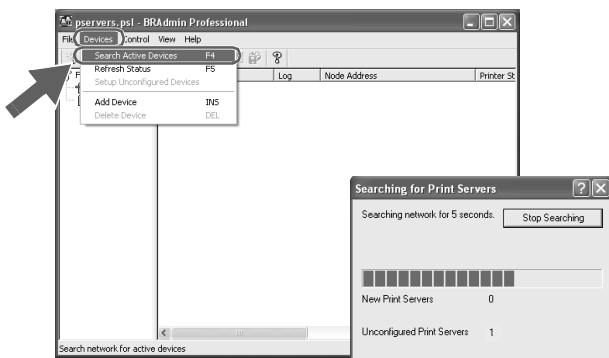 pservers.psl - BRAdmin Professional
Devices Control View Help
Search Active Devices F4
Refresh Status F5
Setup Unconfigured Devices
Add Device INS
Delete Device DEL
Log Node Address Printer St
Searching for Print Servers
Searching network for 5 seconds. Stop Searching
New Print Servers 0
Unconfigured Print Servers 1
Search network for active devices